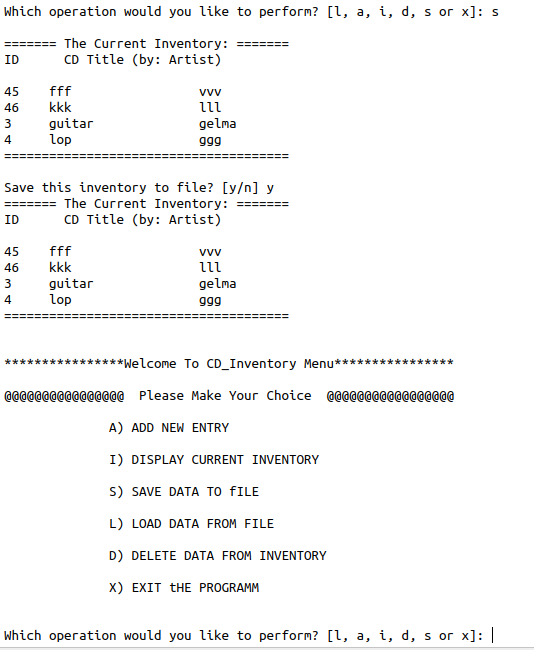 Which operation would you like to perform? [l, a, i, d, s or x]: s
======= The Current Inventory: =======
ID      CD Title (by: Artist)
45    fff                 vvv
46    kkk                 lll
3     guitar              gelma
4     lop                 ggg
======================================
Save this inventory to file? [y/n] y
======= The Current Inventory: =======
ID      CD Title (by: Artist)
45    fff                 vvv
46    kkk                 lll
3     guitar              gelma
4     lop                 ggg
======================================
****************Welcome To CD_Inventory Menu****************
@@@@@@@@@@@@@@@@  Please Make Your Choice  @@@@@@@@@@@@@@@@@
A) ADD NEW ENTRY
I) DISPLAY CURRENT INVENTORY
S) SAVE DATA TO fILE
L) LOAD DATA FROM FILE
D) DELETE DATA FROM INVENTORY
X) EXIT tHE PROGRAMM
Which operation would you like to perform? [l, a, i, d, s or x]: